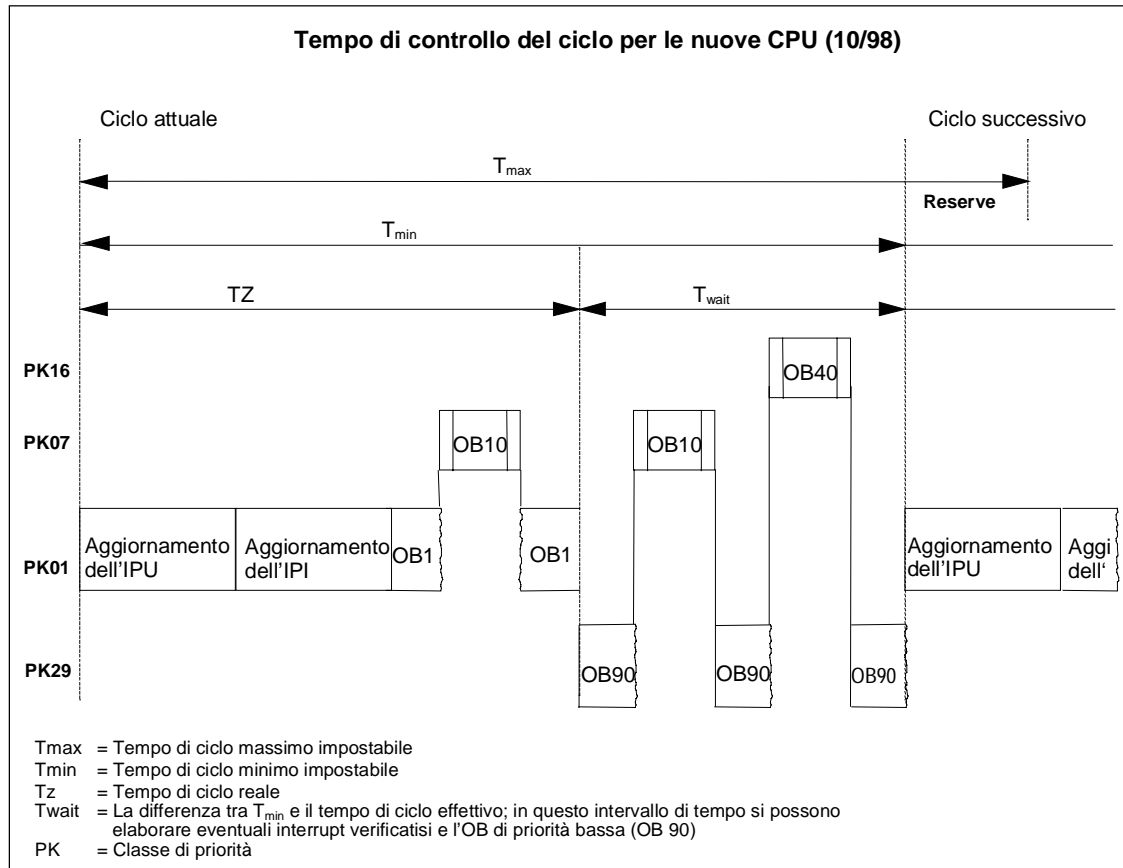 Tempo di controllo del ciclo per le nuove CPU (10/98)
Ciclo attuale
Ciclo successivo
Tmax
Reserve
Tmin
TZ
Twait
PK16
OB40
PK07
OB10
OB10
PK01
Aggiornamento
dell'IPU
Aggiornamento
dell'IPI
OB1
OB1
Aggiornamento
dell'IPU
Aggi
dell'
PK29
OB90
OB90
OB90
Tmax = Tempo di ciclo massimo impostabile
Tmin = Tempo di ciclo minimo impostabile
Tz = Tempo di ciclo reale
Twait = La differenza tra Tmin e il tempo di ciclo effettivo; in questo intervallo di tempo si possono
elaborare eventuali interrupt verificatisi e l'OB di priorità bassa (OB 90)
PK = Classe di priorità